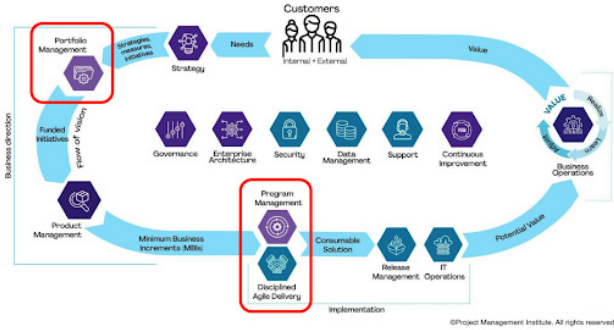 Customers
Internal + External
Needs
Value
Strategy
Strategies,
measures,
initiatives
Portfolio
Management
Business direction
Funded
Initiatives
Flow of vision
Product
Management
Governance
Enterprise
Architecture
Security
Data
Management
Support
Continuous
Improvement
VALUE
Realize
Learn
Business
Operations
Program
Management
Minimum Business
Increments (MBIs)
Consumable
Solution
Disciplined
Agile Delivery
Release
Management
IT
Operations
Potential Value
Implementation
©Project Management Institute. All rights reserved